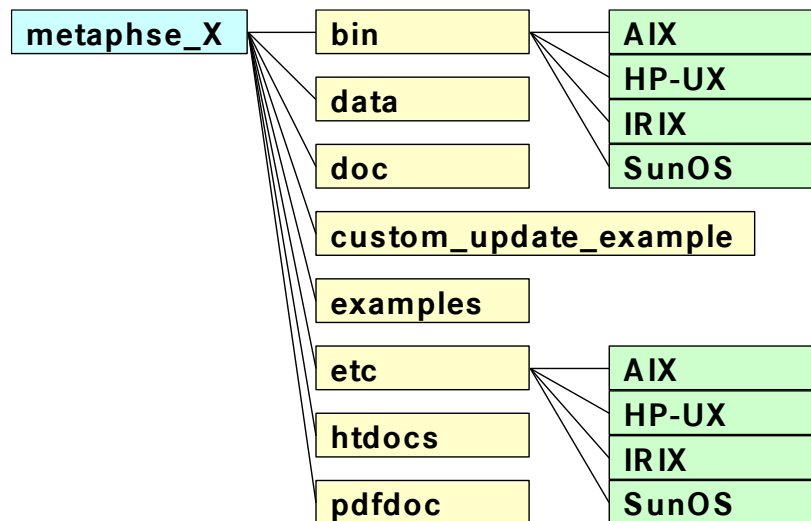 metaphse_X
bin
AIX
HP-UX
data
IRIX
doc
SunOS
custom_update_example
examples
etc
AIX
HP-UX
htdocs
IRIX
pdfdoc
SunOS